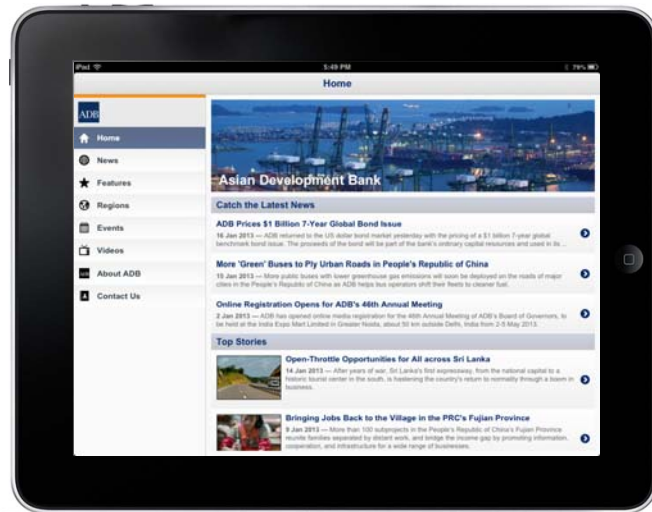 iPad 5:49 PM 79%
Home
ADB
Home
News
Features
Regions
Events
Videos
ADB About ADB
Contact Us
Asian Development Bank
Catch the Latest News
ADB Prices $1 Billion 7-Year Global Bond Issue
16 Jan 2013 — ADB returned to the US dollar bond market yesterday with the pricing of a $1 billion 7-year global
benchmark bond issue. The proceeds of the bond will be part of the bank's ordinary capital resources and used in its ...
More 'Green' Buses to Ply Urban Roads in People's Republic of China
15 Jan 2013 — More public buses with lower greenhouse gas emissions will soon be deployed on the roads of major
cities in the People's Republic of China as ADB helps bus operators shift their fleets to cleaner fuel.
Online Registration Opens for ADB's 46th Annual Meeting
2 Jan 2013 — ADB has opened online media registration for the 46th Annual Meeting of ADB's Board of Governors, to
be held at the India Expo Mart Limited in Greater Noida, about 50 km outside Delhi, India from 2-5 May 2013.
Top Stories
Open-Throttle Opportunities for All across Sri Lanka
14 Jan 2013 — After years of war, Sri Lanka's first expressway, from the national capital to a
historic tourist center in the south, is hastening the country's return to normality through a boom in
business.
Bringing Jobs Back to the Village in the PRC's Fujian Province
9 Jan 2013 — More than 100 subprojects in the People's Republic of China's Fujian Province
reunite families separated by distant work, and bridge the income gap by promoting information,
cooperation, and infrastructure for a wide range of businesses.